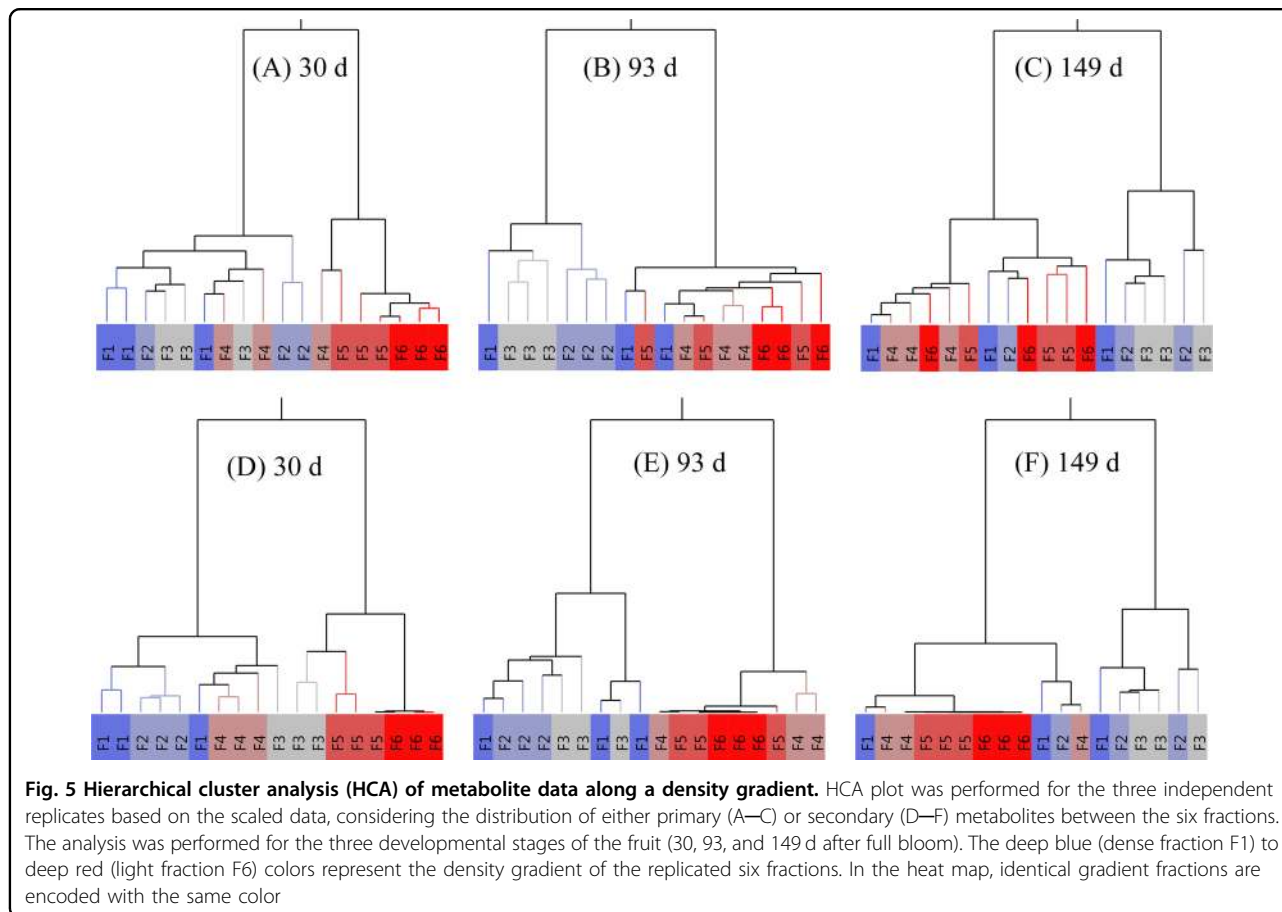 (A) 30 d
(B) 93 d
(C) 149 d
F1 F1 F2 F3 F3 F1 F4 F3 F4 F2 F2 F4 F5 F5 F5 F6 F6 F6
F1 F3 F3 F3 F2 F2 F2 F1 F5 F1 F4 F5 F4 F4 F6 F6 F5 F6
F1 F4 F4 F6 F4 F5 F1 F2 F6 F5 F5 F6 F1 F2 F3 F3 F2 F3
(D) 30 d
(E) 93 d
(F) 149 d
F1 F1 F2 F2 F2 F1 F4 F4 F4 F3 F3 F3 F5 F5 F5 F6 F6 F6
F1 F2 F2 F2 F3 F3 F1 F3 F1 F4 F5 F5 F6 F6 F6 F5 F4 F4
F1 F4 F4 F5 F5 F5 F6 F6 F6 F1 F2 F4 F1 F2 F3 F3 F2 F3
Fig. 5 Hierarchical cluster analysis (HCA) of metabolite data along a density gradient. HCA plot was performed for the three independent
replicates based on the scaled data, considering the distribution of either primary (A—C) or secondary (D—F) metabolites between the six fractions.
The analysis was performed for the three developmental stages of the fruit (30, 93, and 149 d after full bloom). The deep blue (dense fraction F1) to
deep red (light fraction F6) colors represent the density gradient of the replicated six fractions. In the heat map, identical gradient fractions are
encoded with the same color